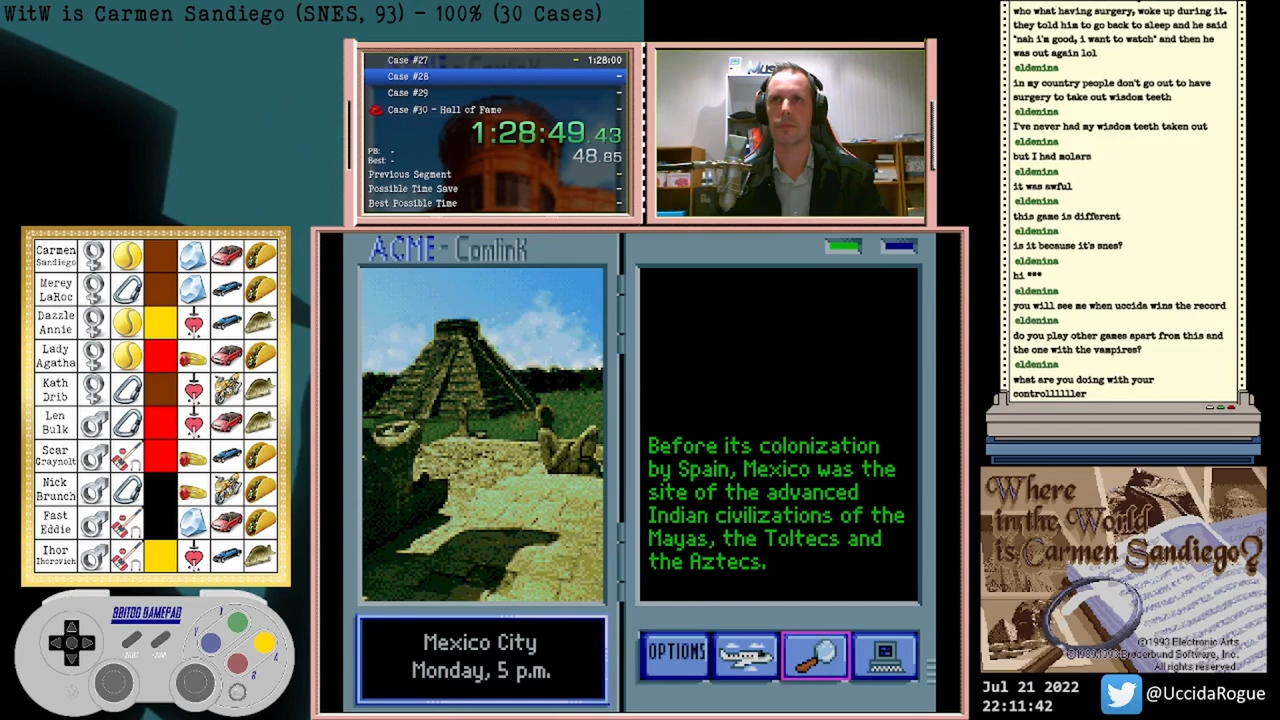 WitW is Carmen Sandiego (SNES, 93) - 100% (30 Cases)
Case #27 - 1:28:00
Case #28 -
Case #29 -
Case #30 - Hall of Fame -
1:28:49.43
48.85
PB: -
Best: -
Previous Segment -
Possible Time Save -
Best Possible Time -
who what having surgery, woke up during it.
they told him to go back to sleep and he said
"nah i'm good, i want to watch" and then he
was out again lol
eldenina
in my country people don't go out to have
surgery to take out wisdom teeth
eldenina
I've never had my wisdom teeth taken out
eldenina
but I had molars
eldenina
it was awful
eldenina
this game is different
eldenina
is it because it's snes?
eldenina
hi ***
eldenina
you will see me when uccida wins the record
eldenina
do you play other games apart from this and
the one with the vampires?
eldenina
what are you doing with your
controllllller
Carmen
Sandiego
Merey
LaRoc
Dazzle
Annie
Lady
Agatha
Kath
Drib
Len
Bulk
Scar
Graynolt
Nick
Brunch
Fast
Eddie
Ihor
Ihorovich
ACME - Comlink
Before its colonization
by Spain, Mexico was the
site of the advanced
Indian civilizations of the
Mayas, the Toltecs and
the Aztecs.
Mexico City
Monday, 5 p.m.
OPTIONS
8BITDO GAMEPAD
Y
B
Where
in the World
is Carmen Sandiego?
©1993 Electronic Arts
Brøderbund Software, Inc.
All rights reserved.
Jul 21 2022
22:11:42
@UccidaRogue